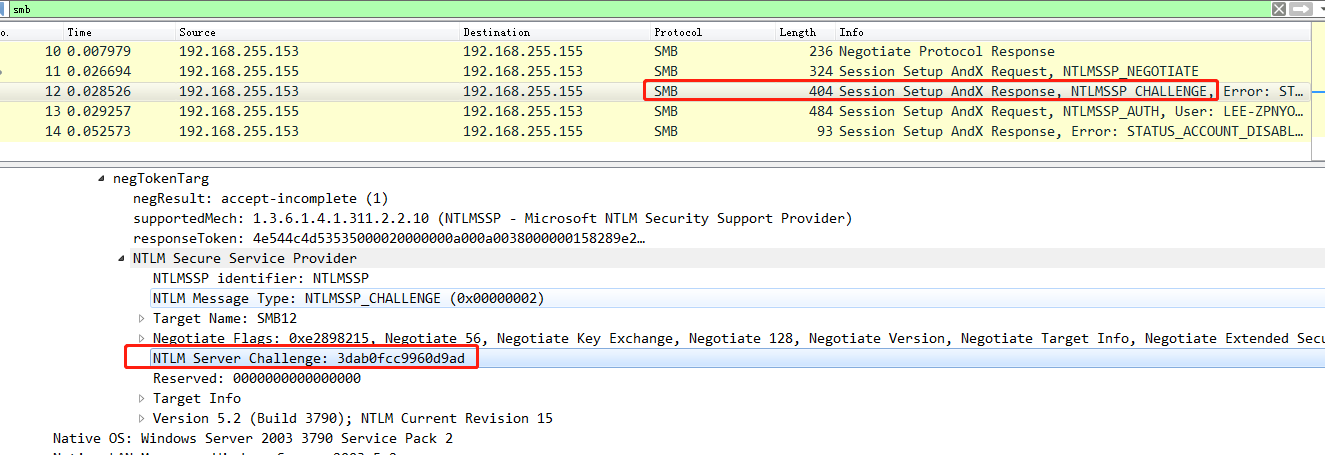 smb
o. Time Source Destination Protocol Length Info
10 0.007979 192.168.255.153 192.168.255.155 SMB 236 Negotiate Protocol Response
11 0.026694 192.168.255.155 192.168.255.153 SMB 324 Session Setup AndX Request, NTLMSSP_NEGOTIATE
12 0.028526 192.168.255.153 192.168.255.155 SMB 404 Session Setup AndX Response, NTLMSSP_CHALLENGE, Error: ST…
13 0.029257 192.168.255.155 192.168.255.153 SMB 484 Session Setup AndX Request, NTLMSSP_AUTH, User: LEE-ZPNYO…
14 0.052573 192.168.255.153 192.168.255.155 SMB 93 Session Setup AndX Response, Error: STATUS_ACCOUNT_DISABL…
negTokenTarg
negResult: accept-incomplete (1)
supportedMech: 1.3.6.1.4.1.311.2.2.10 (NTLMSSP - Microsoft NTLM Security Support Provider)
responseToken: 4e544c4d53535000020000000a000a0038000000158289e2…
NTLM Secure Service Provider
NTLMSSP identifier: NTLMSSP
NTLM Message Type: NTLMSSP_CHALLENGE (0x00000002)
Target Name: SMB12
Negotiate Flags: 0xe2898215, Negotiate 56, Negotiate Key Exchange, Negotiate 128, Negotiate Version, Negotiate Target Info, Negotiate Extended Secu
NTLM Server Challenge: 3dab0fcc9960d9ad
Reserved: 0000000000000000
Target Info
Version 5.2 (Build 3790); NTLM Current Revision 15
Native OS: Windows Server 2003 3790 Service Pack 2